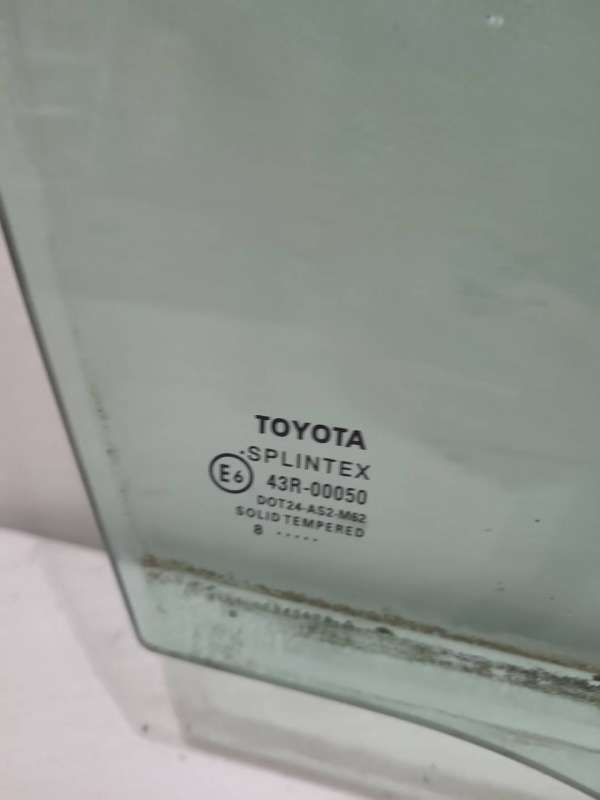 TOYOTA
SPLINTEX
E6 43R-00050
DOT24-AS2-M62
SOLID TEMPERED
8 .....